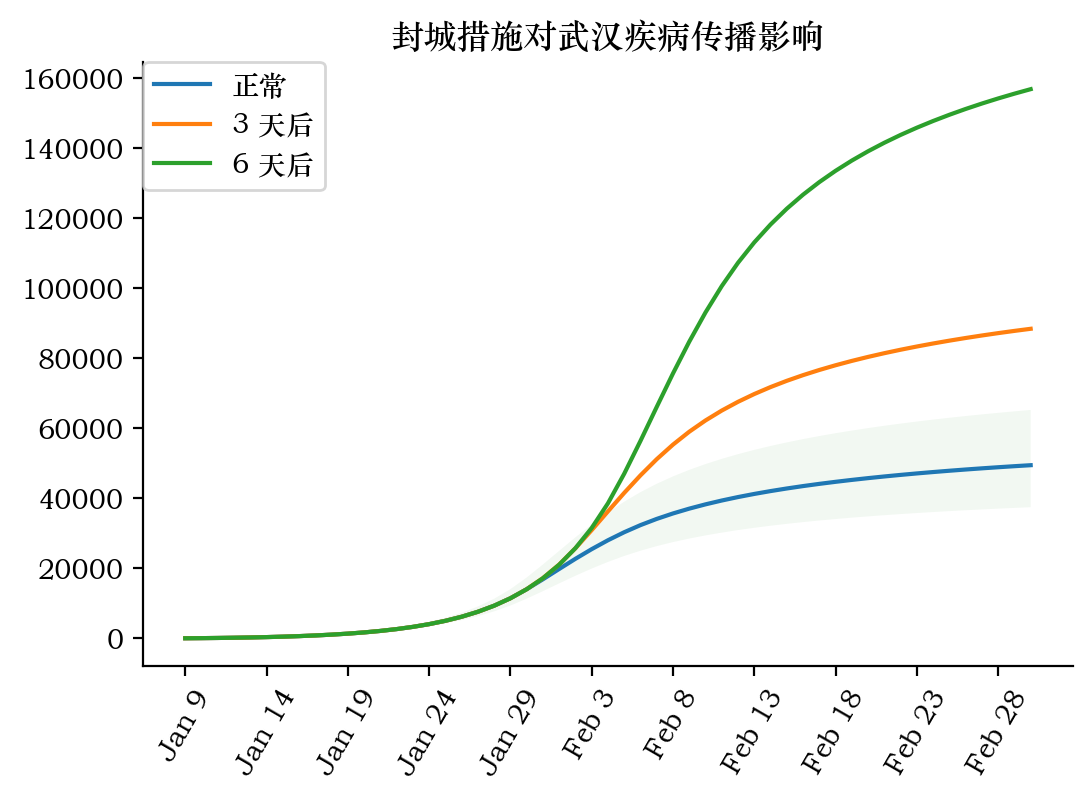 封城措施对武汉疾病传播影响
正常
3 天后
6 天后
160000
140000
120000
100000
80000
60000
40000
20000
0
Jan 9
Jan 14
Jan 19
Jan 24
Jan 29
Feb 3
Feb 8
Feb 13
Feb 18
Feb 23
Feb 28